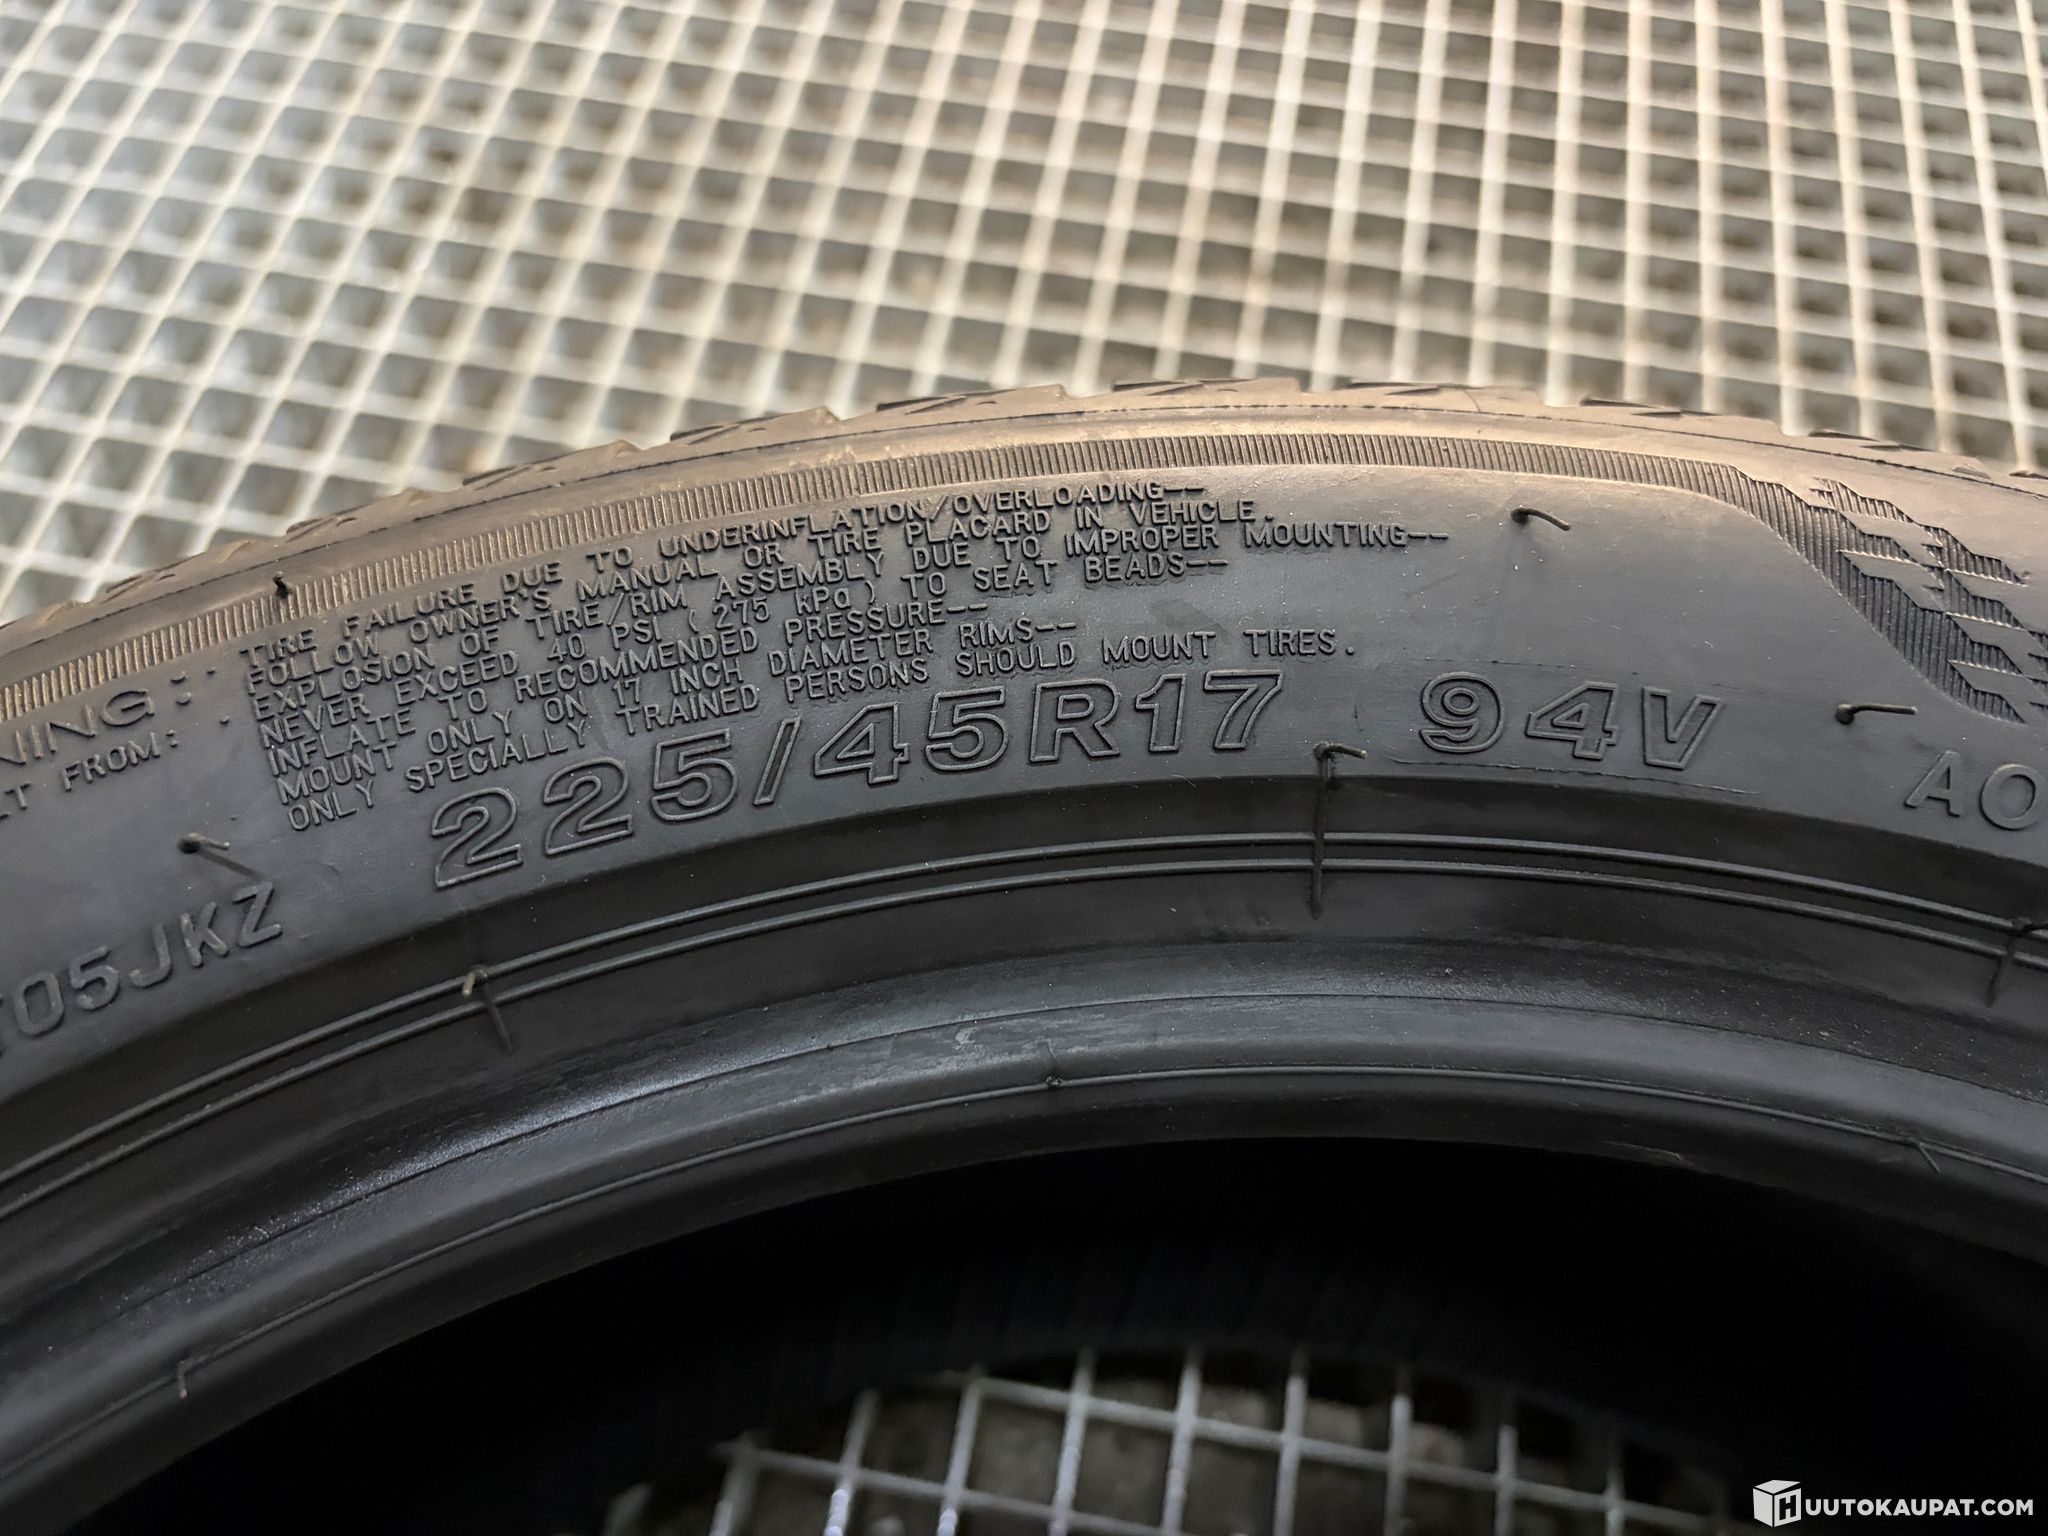 NING:
LT FROM:
TIRE FAILURE DUE TO UNDERINFLATION/OVERLOADING--
FOLLOW OWNER'S MANUAL OR TIRE PLACARD IN VEHICLE.
EXPLOSION OF TIRE/RIM ASSEMBLY DUE TO IMPROPER MOUNTING--
NEVER EXCEED 40 PSI (275 kPa) TO SEAT BEADS--
INFLATE TO RECOMMENDED PRESSURE--
MOUNT ONLY ON 17 INCH DIAMETER RIMS--
ONLY SPECIALLY TRAINED PERSONS SHOULD MOUNT TIRES.
225/45R17 94V
AO
05JKZ
HUUTOKAUPAT.COM